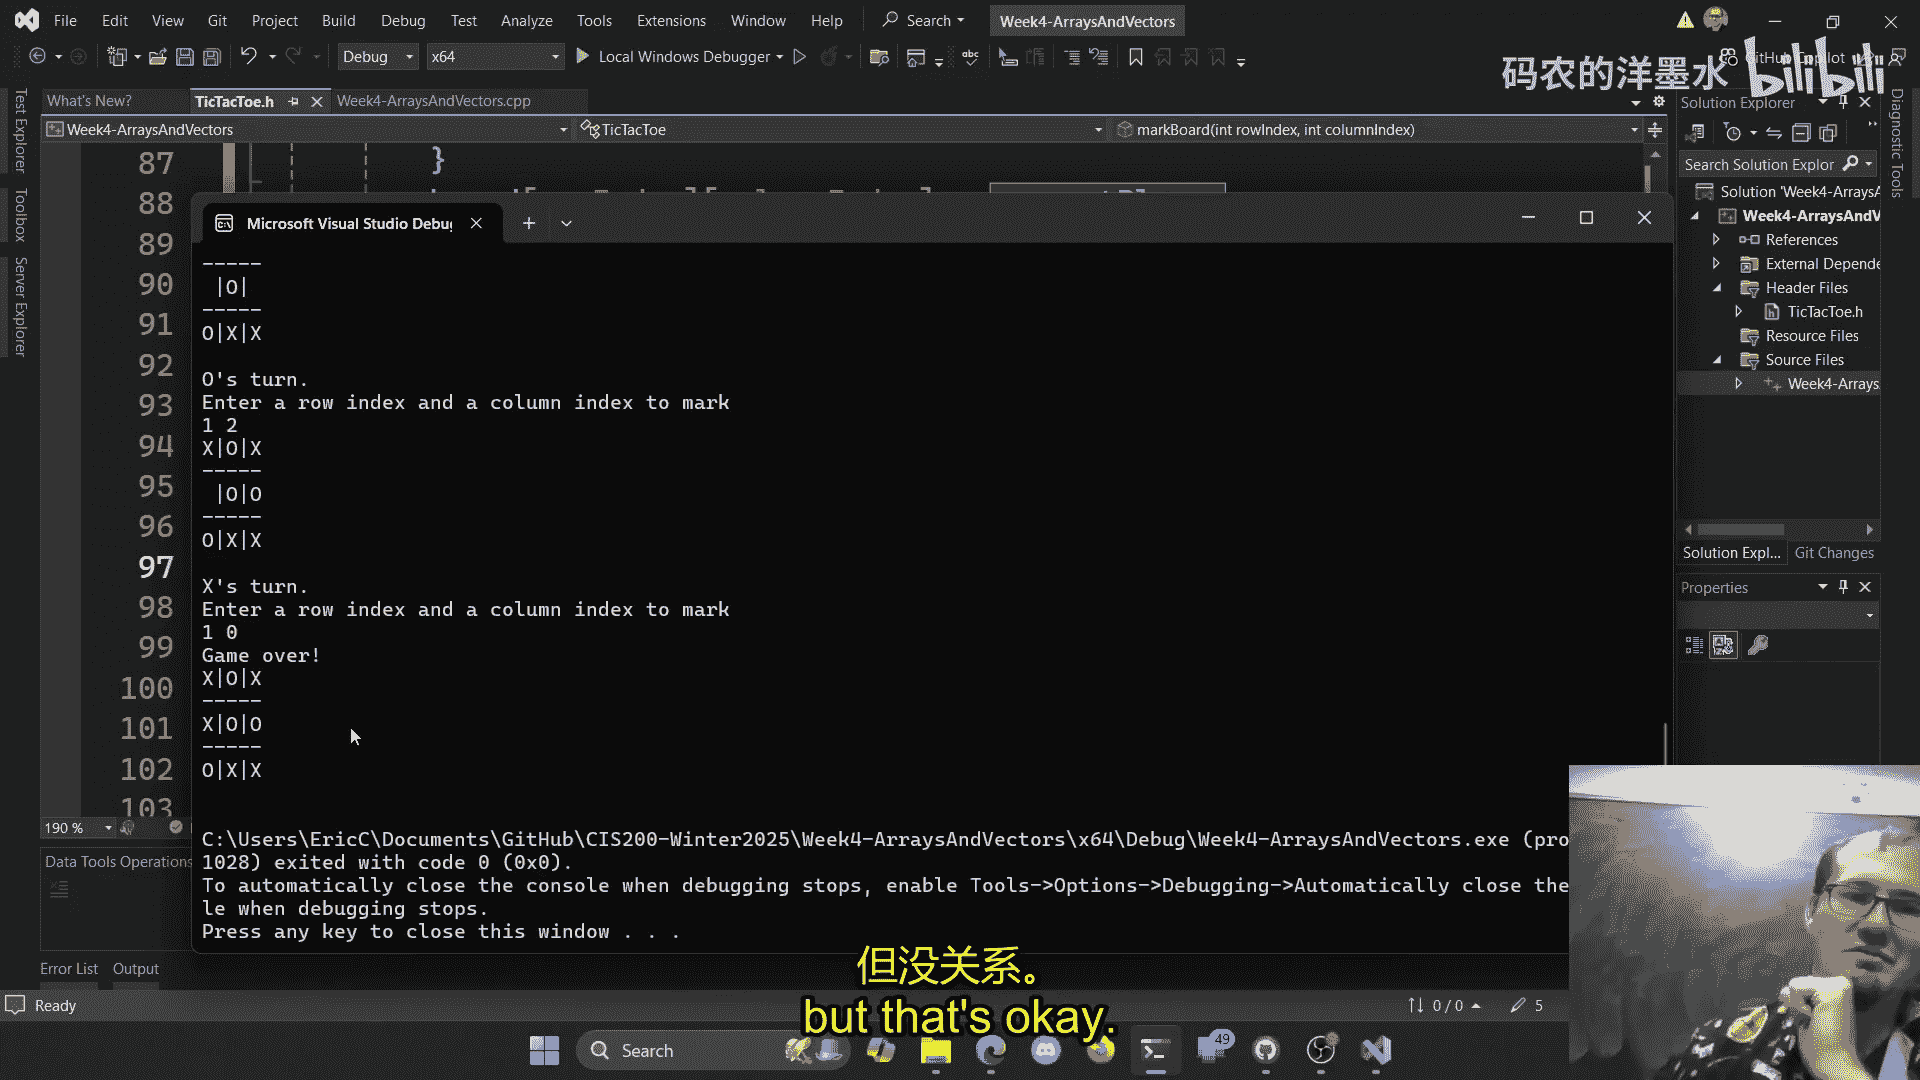 File Edit View Git Project Build Debug Test Analyze Tools Extensions Window Help Search Week4-ArraysAndVectors
Debug x64 Local Windows Debugger GitHub Copilot
码农的洋墨水 bilibili
What's New? TicTacToe.h Week4-ArraysAndVectors.cpp
Solution Explorer
Week4-ArraysAndVectors TicTacToe markBoard(int rowIndex, int columnIndex)
Test Explorer
Toolbox
Server Explorer
Diagnostic Tools
Search Solution Explor
Solution 'Week4-ArraysA
Week4-ArraysAndV
References
External Depende
Header Files
TicTacToe.h
Resource Files
Source Files
Week4-Arrays
Solution Expl... Git Changes
Properties
87 }
88
89
90
91
92
93
94
95
96
97
98
99
100
101
102
103
Microsoft Visual Studio Debug
-----
 |O|
-----
O|X|X
O's turn.
Enter a row index and a column index to mark
1 2
X|O|X
-----
 |O|O
-----
O|X|X
X's turn.
Enter a row index and a column index to mark
1 0
Game over!
X|O|X
-----
X|O|O
-----
O|X|X
C:\Users\EricC\Documents\GitHub\CIS200-Winter2025\Week4-ArraysAndVectors\x64\Debug\Week4-ArraysAndVectors.exe (pro
1028) exited with code 0 (0x0).
To automatically close the console when debugging stops, enable Tools->Options->Debugging->Automatically close the
le when debugging stops.
Press any key to close this window . . .
190 %
Data Tools Operations
Error List Output
Ready
0 / 0 5
但没关系。
but that's okay.
Search
49